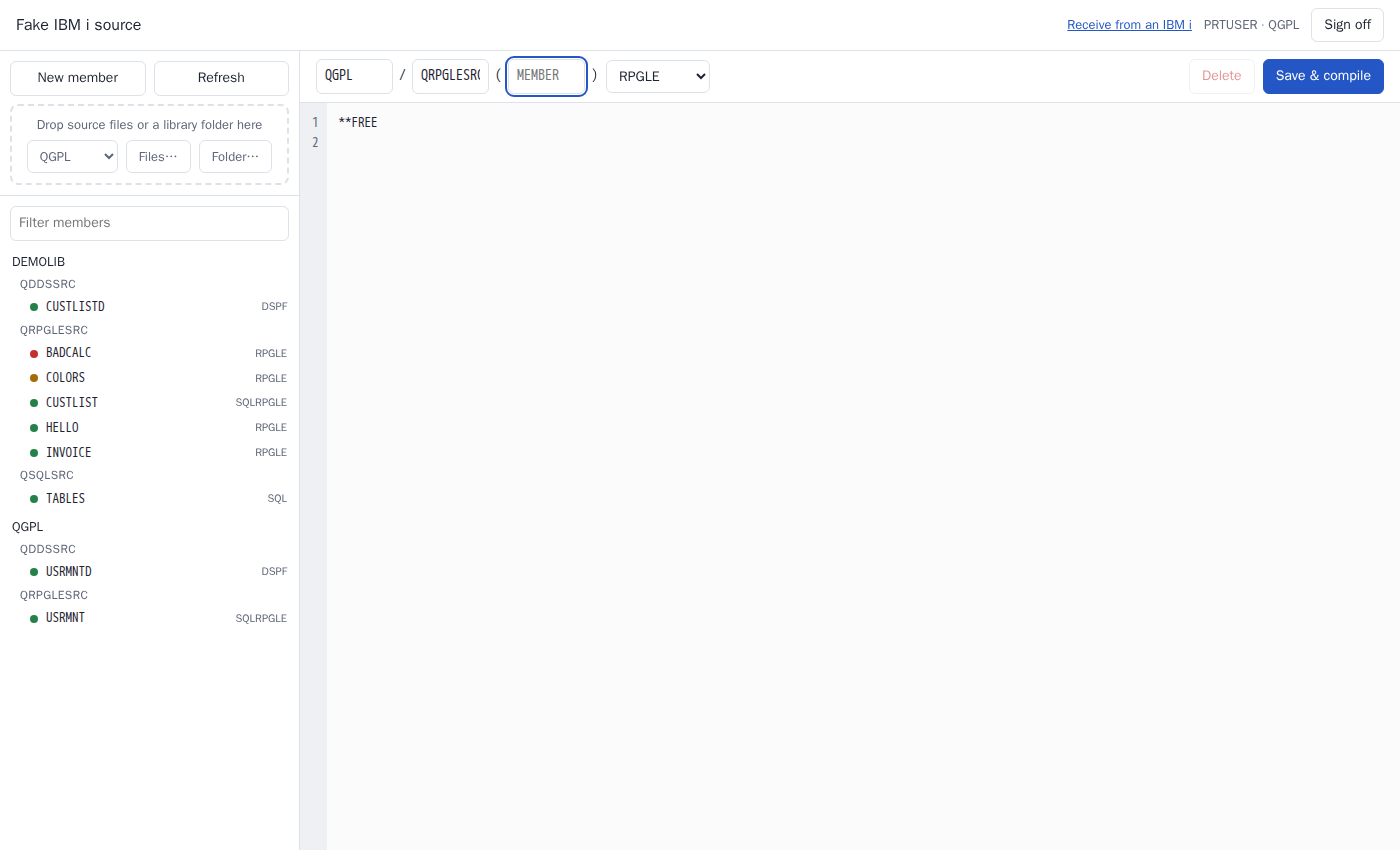 Fake IBM i source
Receive from an IBM i PRTUSER · QGPL Sign off
New member Refresh
Drop source files or a library folder here
QGPL Files··· Folder···
Filter members
DEMOLIB
QDDSSRC
CUSTLISTD DSPF
QRPGLESRC
BADCALC RPGLE
COLORS RPGLE
CUSTLIST SQLRPGLE
HELLO RPGLE
INVOICE RPGLE
QSQLSRC
TABLES SQL
QGPL
QDDSSRC
USRMNTD DSPF
QRPGLESRC
USRMNT SQLRPGLE
QGPL / QRPGLESRC ( MEMBER ) RPGLE Delete Save & compile
1 **FREE
2